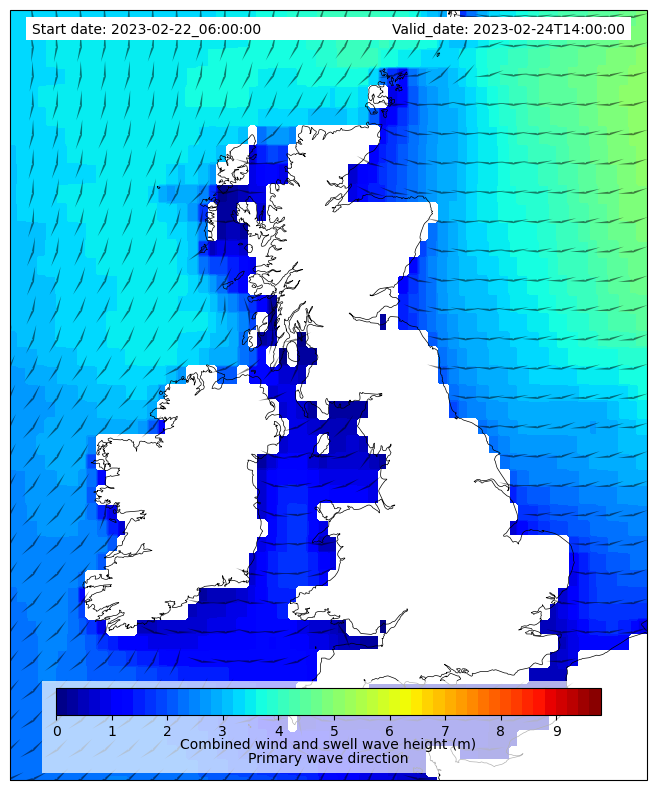 Start date: 2023-02-22_06:00:00 Valid_date: 2023-02-24T14:00:00
0 1 2 3 4 5 6 7 8 9
Combined wind and swell wave height (m)
Primary wave direction